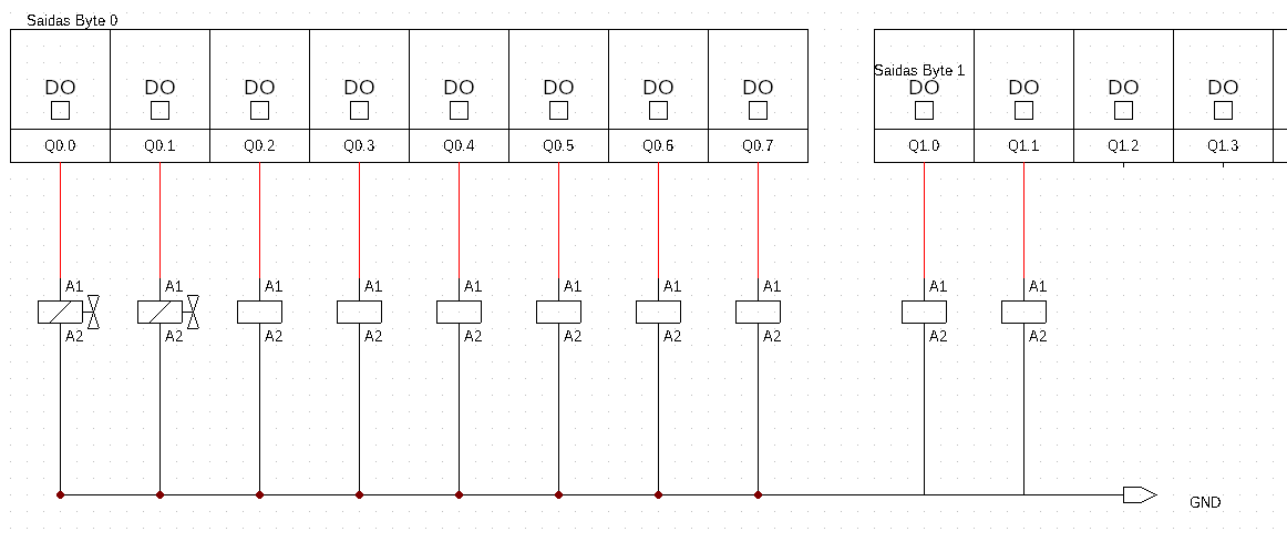 Saidas Byte 0
DO DO DO DO DO DO DO DO
Q0.0 Q0.1 Q0.2 Q0.3 Q0.4 Q0.5 Q0.6 Q0.7
Saidas Byte 1
DO DO DO DO
Q1.0 Q1.1 Q1.2 Q1.3
A1 A1 A1 A1 A1 A1 A1 A1 A1 A1
A2 A2 A2 A2 A2 A2 A2 A2 A2 A2
GND